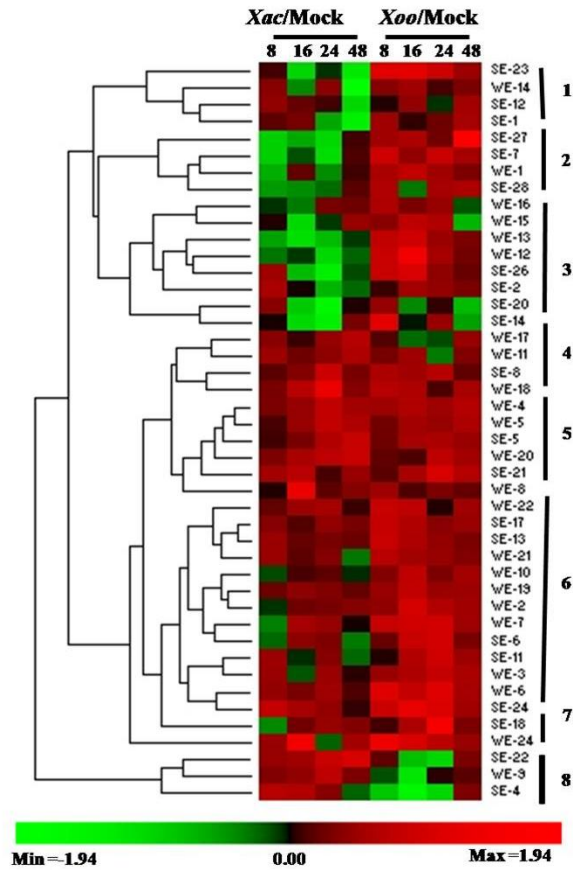 Xac/Mock Xoo/Mock
8 16 24 48 8 16 24 48
SE-23
WE-14
SE-12
SE-1
1
SE-27
SE-7
WE-1
SE-28
2
WE-16
WE-15
WE-13
WE-12
SE-26
SE-2
SE-20
SE-14
3
WE-17
WE-11
SE-8
WE-18
4
WE-4
WE-5
SE-5
WE-20
SE-21
WE-8
5
WE-22
SE-17
SE-13
WE-21
WE-10
WE-19
WE-2
WE-7
SE-6
SE-11
WE-3
WE-6
SE-24
6
SE-18
WE-24
7
SE-22
WE-9
SE-4
8
Min=-1.94 0.00 Max=1.94